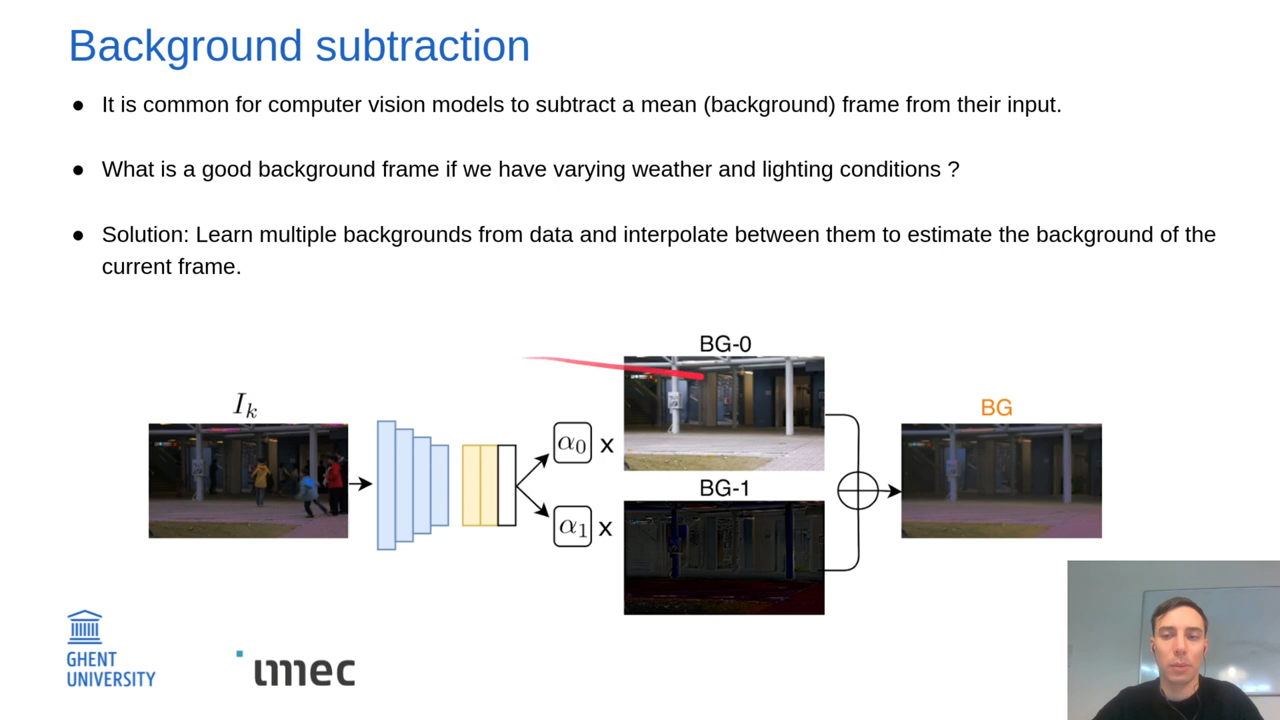 Background subtraction
● It is common for computer vision models to subtract a mean (background) frame from their input.
● What is a good background frame if we have varying weather and lighting conditions ?
● Solution: Learn multiple backgrounds from data and interpolate between them to estimate the background of the
current frame.
BG-0
I_k
BG
α₀ x
BG-1
α₁ x
GHENT
UNIVERSITY
imec